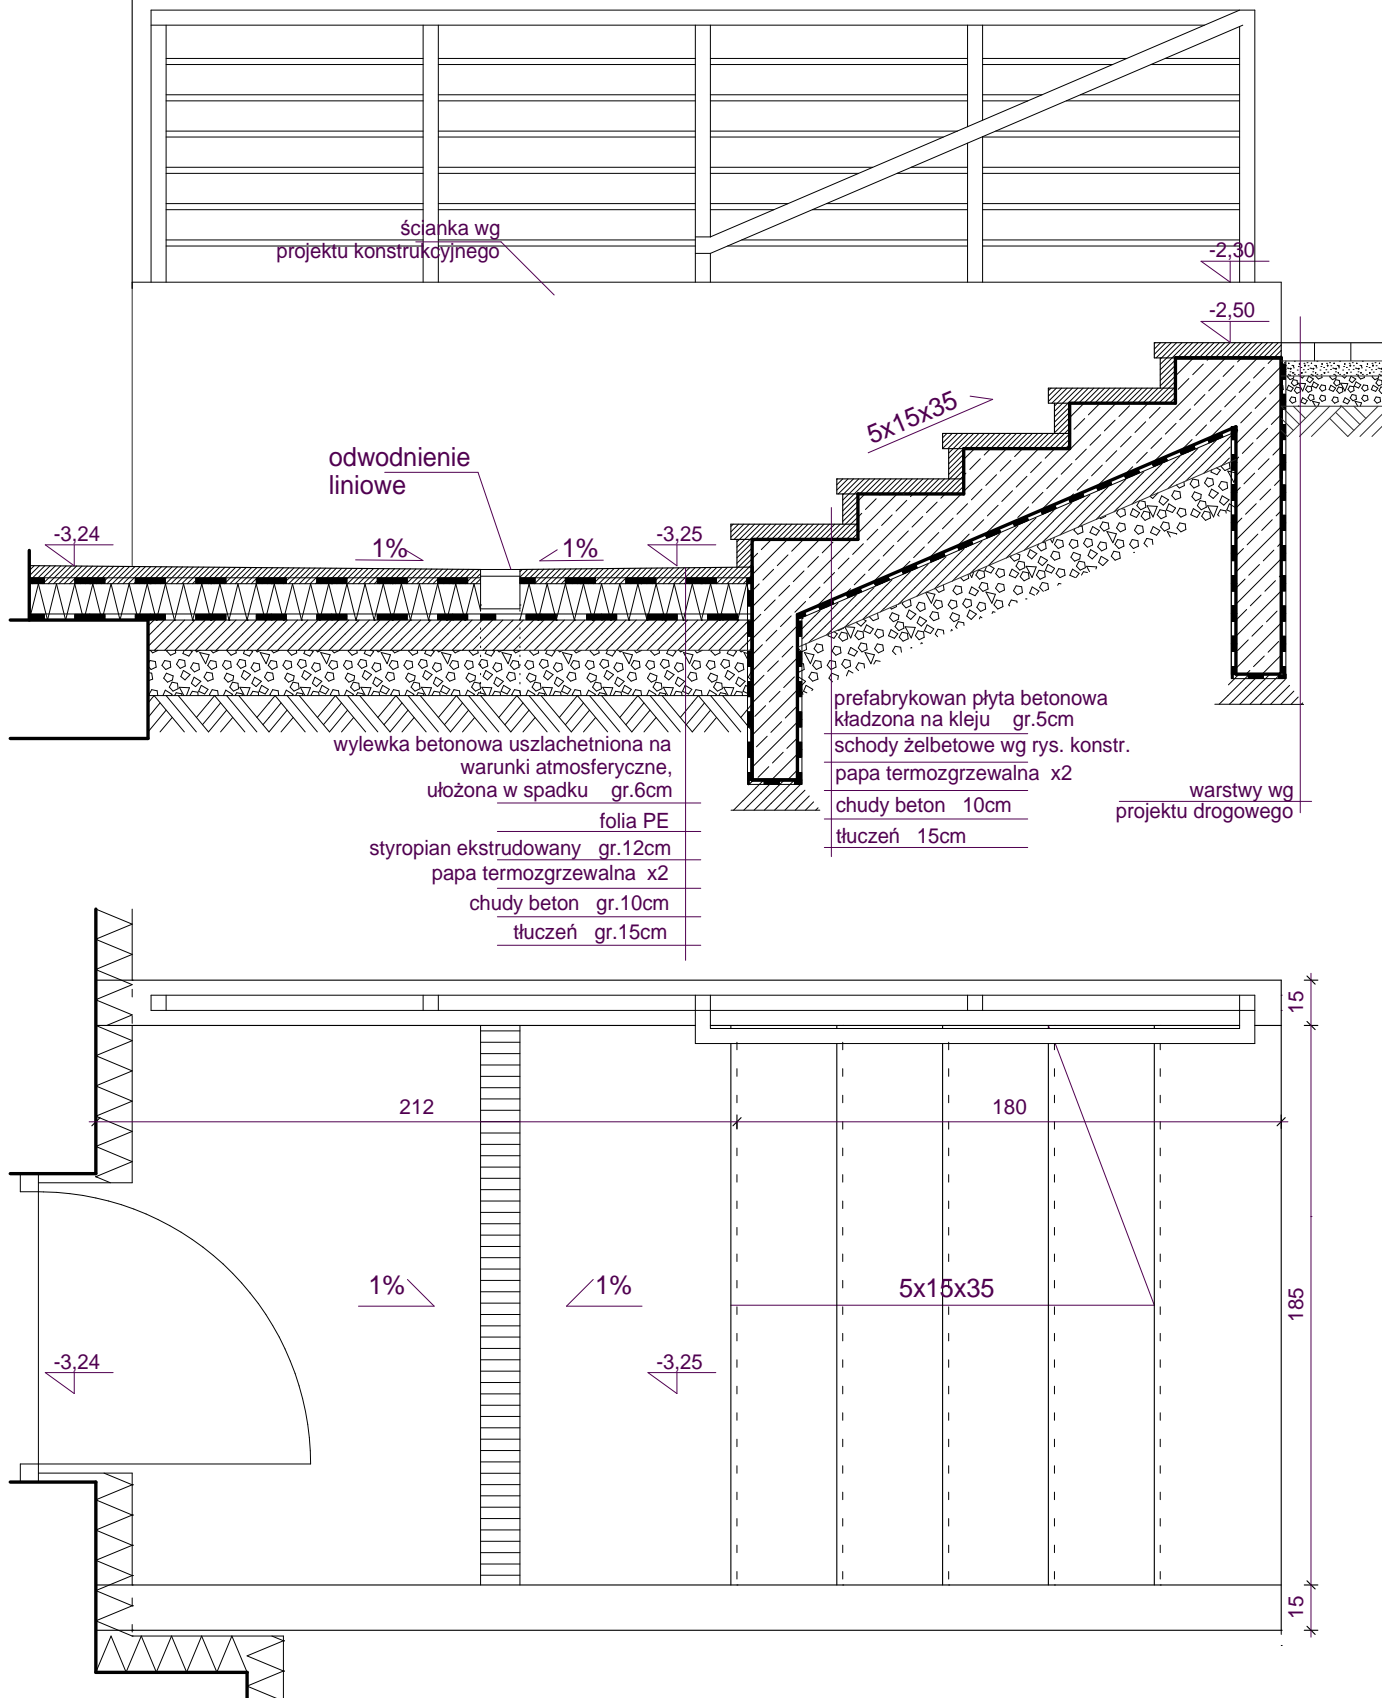 ścianka wg
projektu konstrukcyjnego
-2,30
-2,50
5x15x35
odwodnienie
liniowe
-3,24
1%
1%
-3,25
prefabrykowan płyta betonowa
kładzona na kleju gr.5cm
schody żelbetowe wg rys. konstr.
papa termozgrzewalna x2
chudy beton 10cm
tłuczeń 15cm
warstwy wg
projektu drogowego
wylewka betonowa uszlachetniona na
warunki atmosferyczne,
ułożona w spadku gr.6cm
folia PE
styropian ekstrudowany gr.12cm
papa termozgrzewalna x2
chudy beton gr.10cm
tłuczeń gr.15cm
15
212
180
1%
1%
5x15x35
185
-3,24
-3,25
15